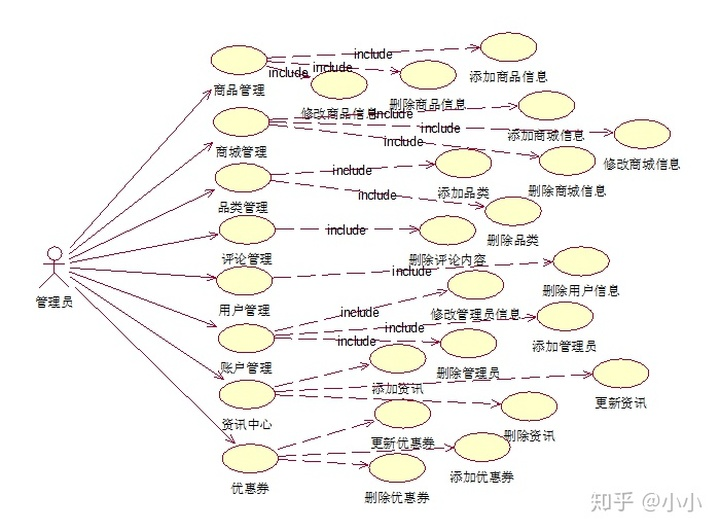 include
添加商品信息
include
include
商品管理
修改商品信息
删除商品信息
include
添加商城信息
include
修改商城信息
include
商城管理
删除商城信息
include
添加品类
品类管理
include
删除品类
include
评论管理
删除评论内容
include
删除用户信息
用户管理
管理员
include
修改管理员信息
include
添加管理员
include
账户管理
删除管理员
添加资讯
更新资讯
资讯中心
删除资讯
更新优惠券
优惠券
添加优惠券
删除优惠券
知乎 @小小